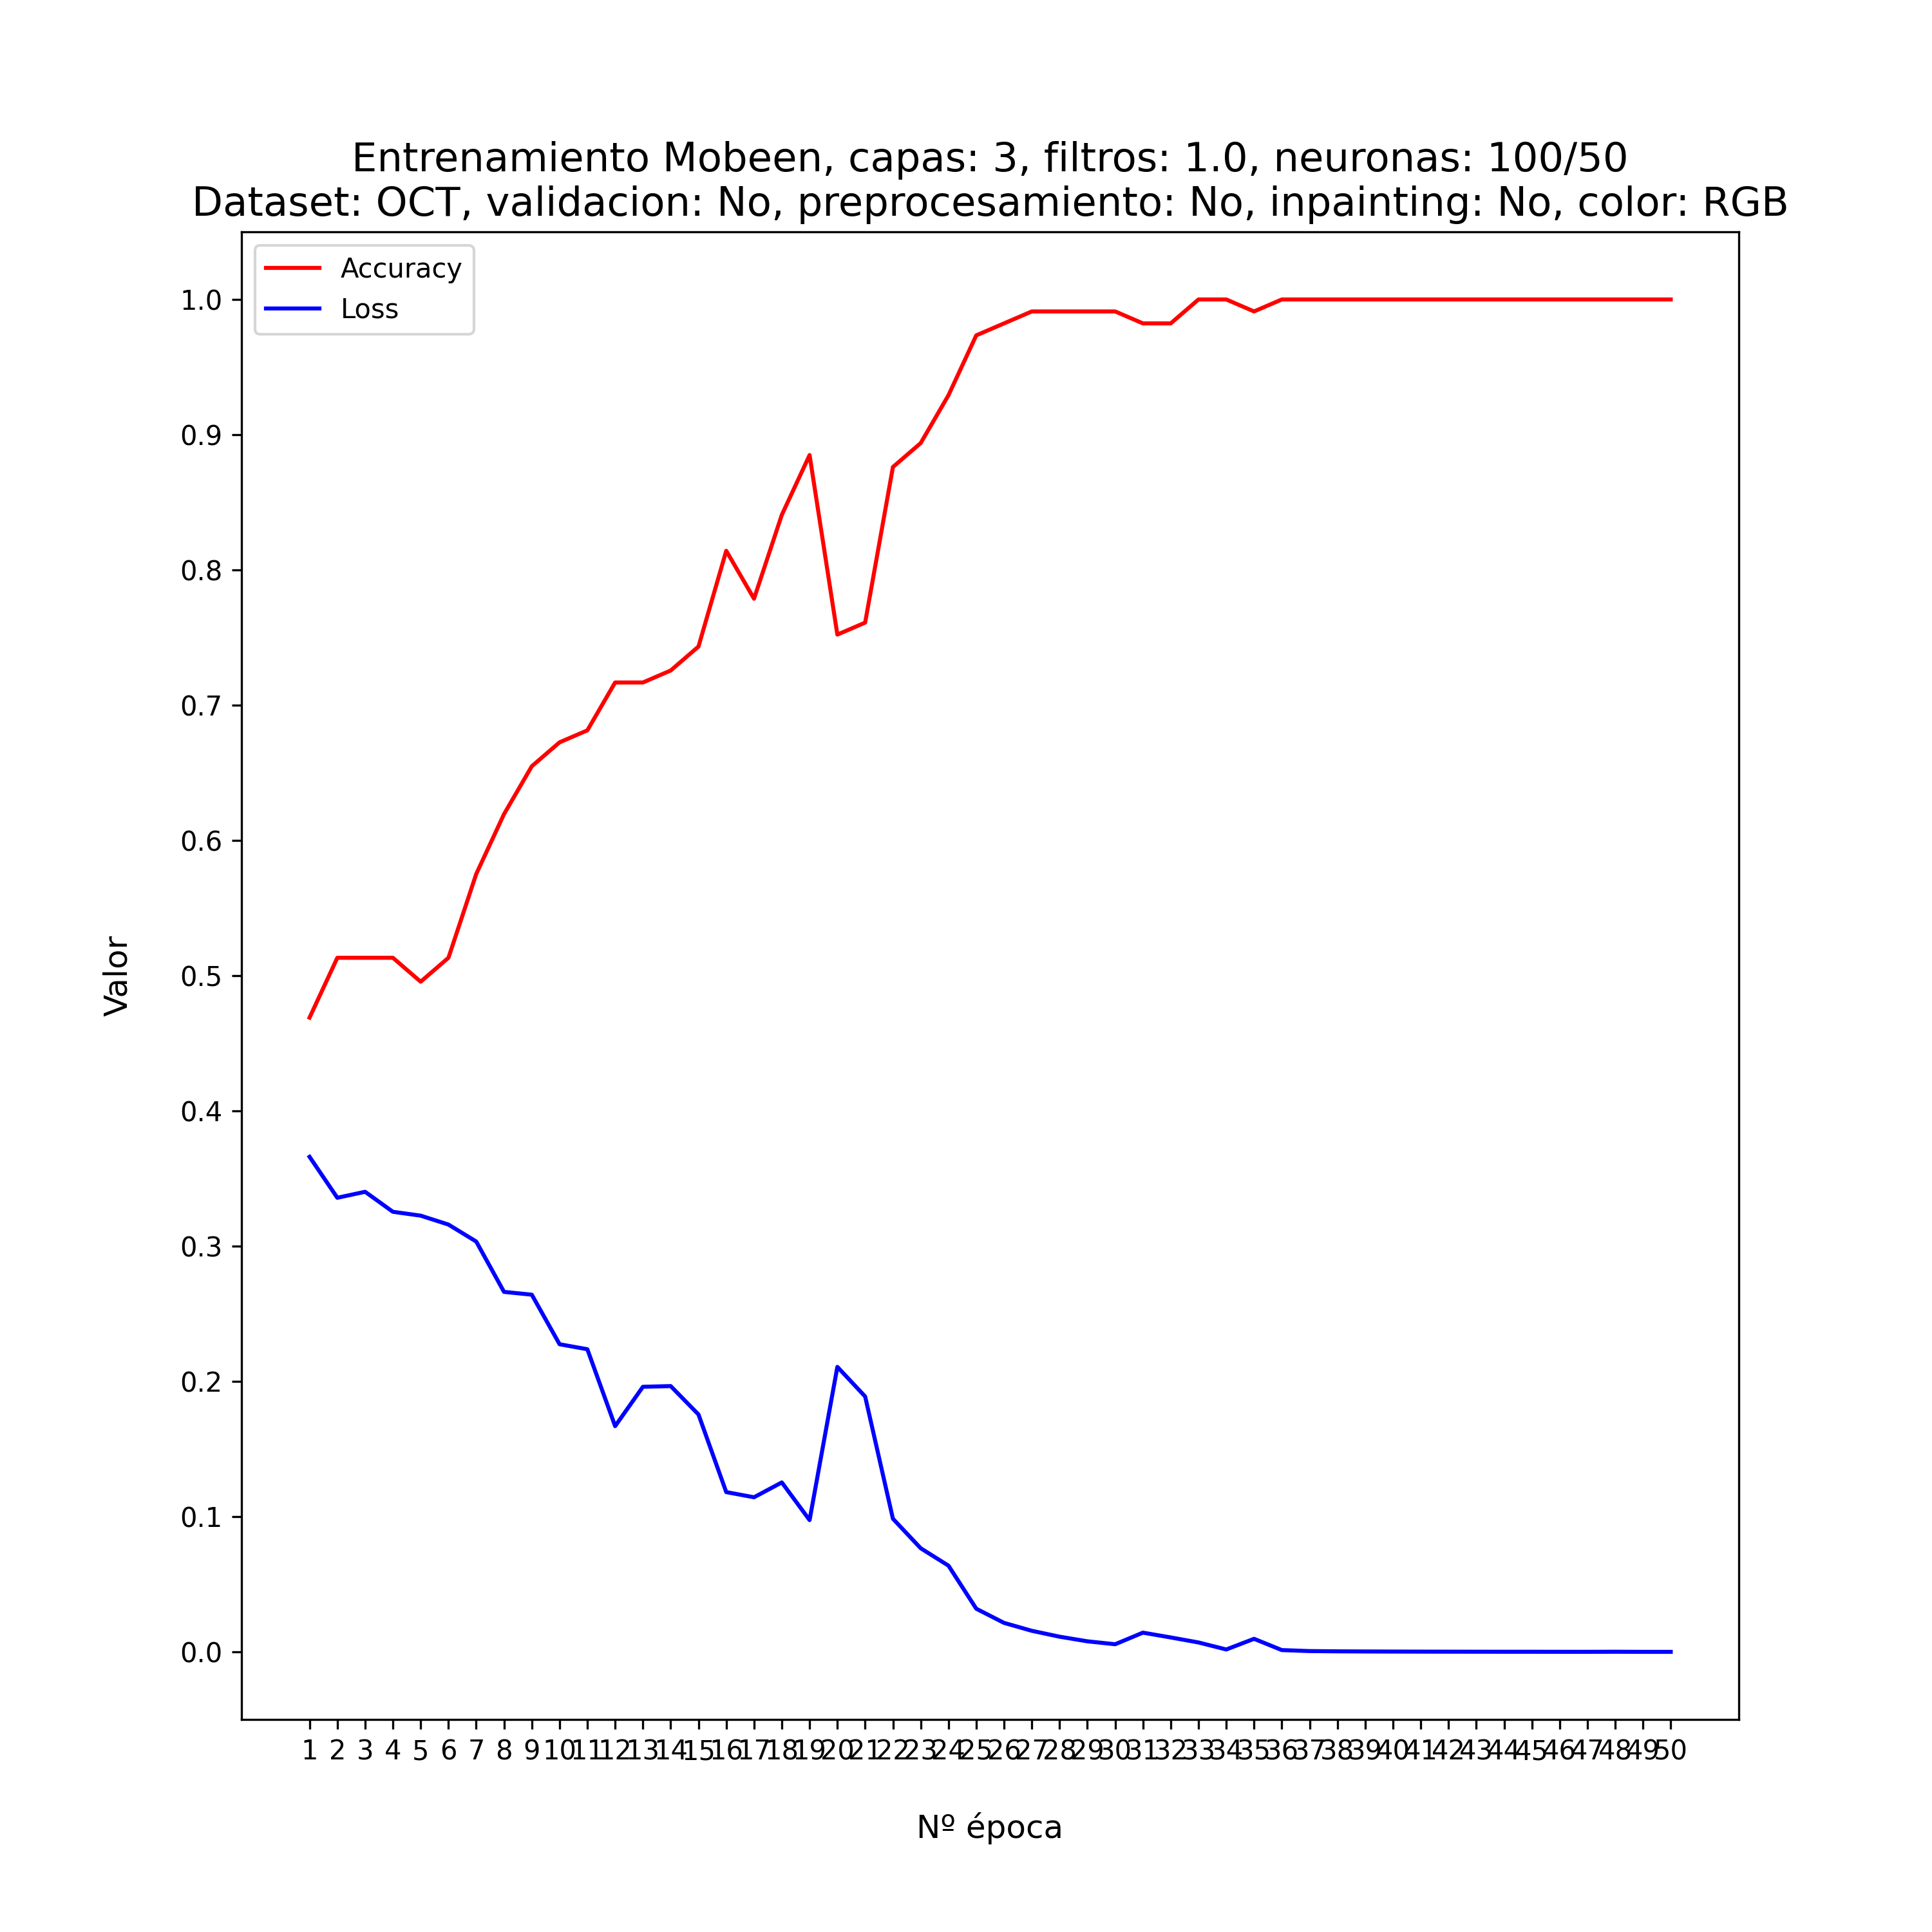 Entrenamiento Mobeen, capas: 3, filtros: 1.0, neuronas: 100/50
Dataset: OCT, validacion: No, preprocesamiento: No, inpainting: No, color: RGB
Accuracy
Loss
1.0
0.9
0.8
0.7
0.6
0.5
0.4
0.3
0.2
0.1
0.0
Valor
1 2 3 4 5 6 7 8 9 10 11 12 13 14 15 16 17 18 19 20 21 22 23 24 25 26 27 28 29 30 31 32 33 34 35 36 37 38 39 40 41 42 43 44 45 46 47 48 49 50
Nº época